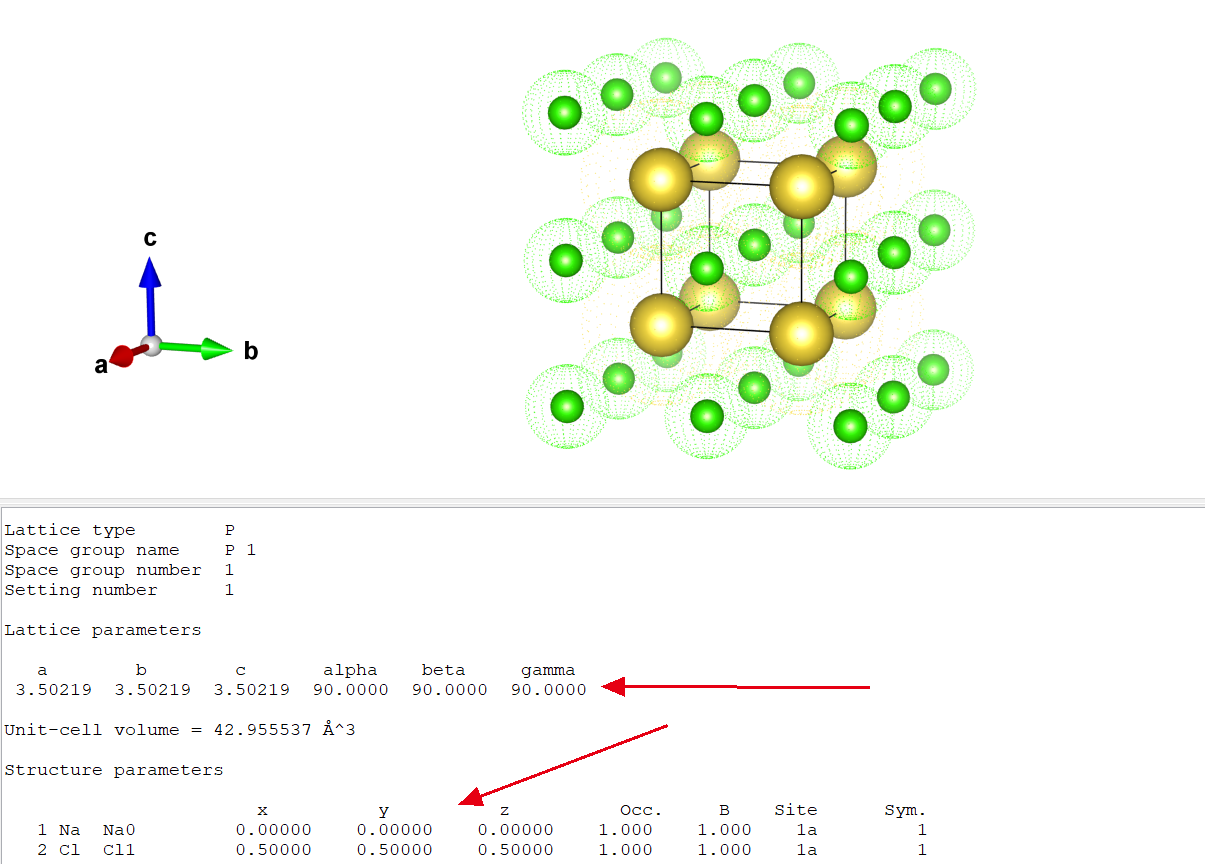 c
a
b
Lattice type P
Space group name P 1
Space group number 1
Setting number 1
Lattice parameters
a b c alpha beta gamma
3.50219 3.50219 3.50219 90.0000 90.0000 90.0000
Unit-cell volume = 42.955537 Å^3
Structure parameters
x y z Occ. B Site Sym.
1 Na Na0 0.00000 0.00000 0.00000 1.000 1.000 1a 1
2 Cl Cl1 0.50000 0.50000 0.50000 1.000 1.000 1a 1